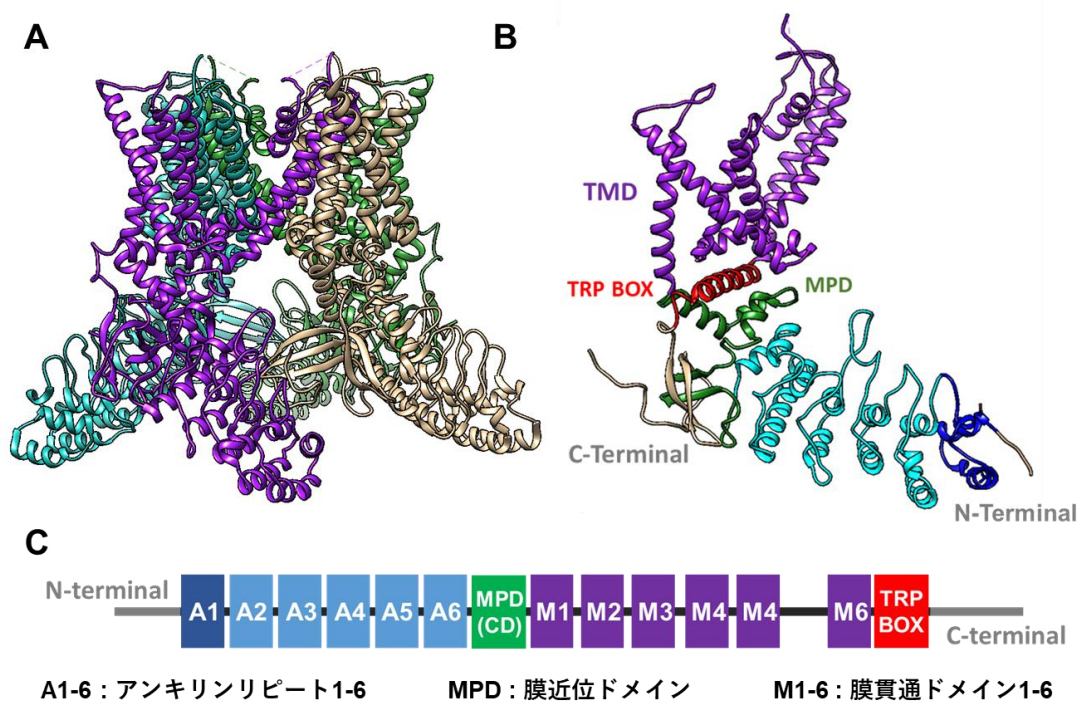 A
B
TMD
TRP BOX
MPD
C-Terminal
N-Terminal
C
N-terminal
A1 A2 A3 A4 A5 A6 MPD (CD) M1 M2 M3 M4 M4 M6 TRP BOX
C-terminal
A1-6：アンキリンリピート1-6 MPD：膜近位ドメイン M1-6：膜貫通ドメイン1-6